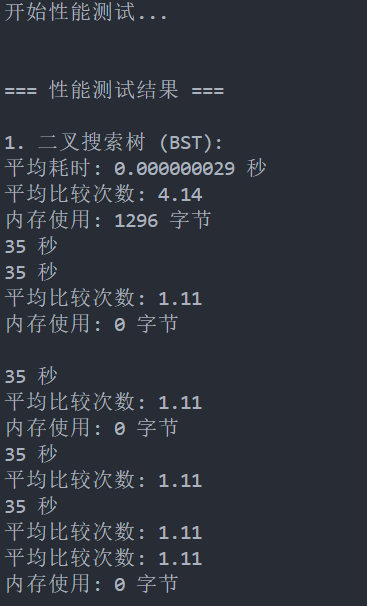 开始性能测试...
=== 性能测试结果 ===
1. 二叉搜索树 (BST):
平均耗时: 0.000000029 秒
平均比较次数: 4.14
内存使用: 1296 字节
35 秒
35 秒
平均比较次数: 1.11
内存使用: 0 字节
35 秒
平均比较次数: 1.11
内存使用: 0 字节
35 秒
平均比较次数: 1.11
35 秒
平均比较次数: 1.11
平均比较次数: 1.11
内存使用: 0 字节